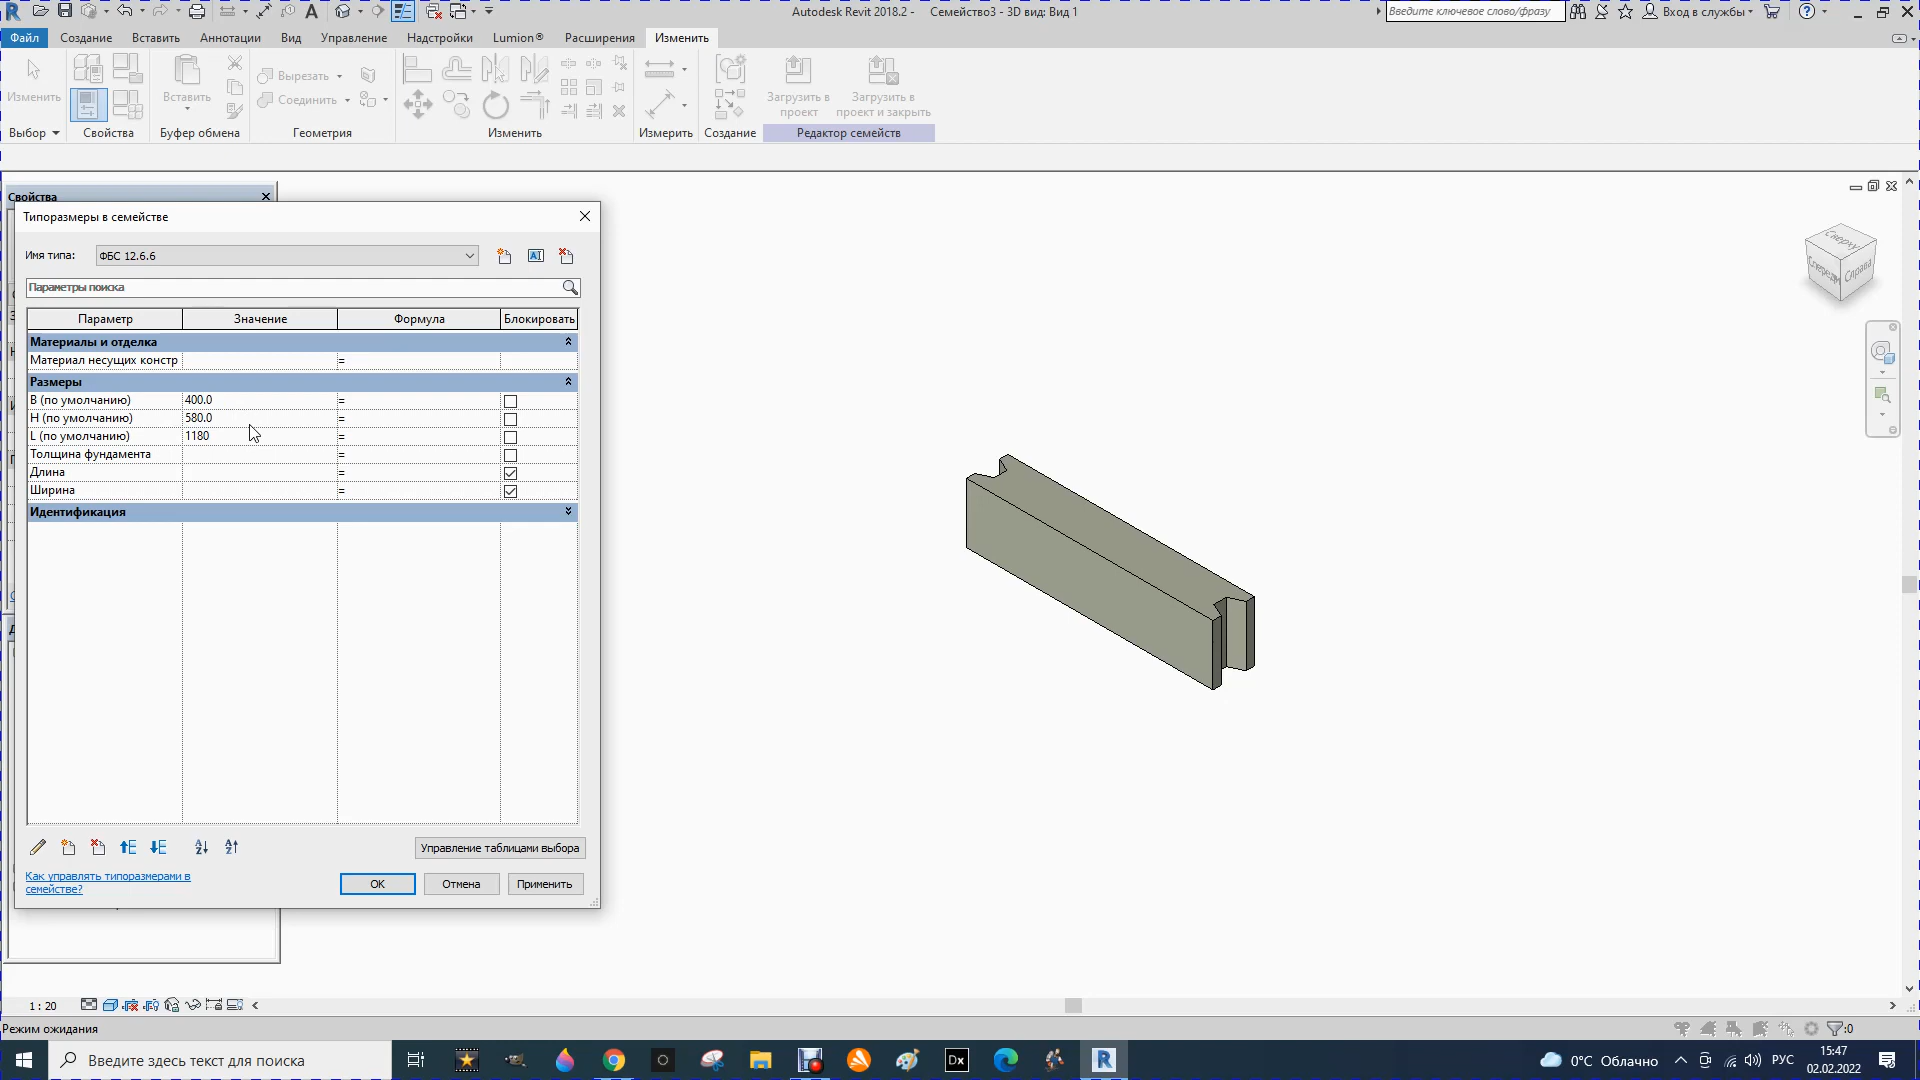 Autodesk Revit 2018.2 - Семейство3 - 3D вид: Вид 1
Введите ключевое слово/фразу
Вход в службы
Файл Создание Вставить Аннотации Вид Управление Надстройки Lumion® Расширения Изменить
Изменить
Вставить
Вырезать
Соединить
Загрузить в проект
Загрузить в проект и закрыть
Выбор Свойства Буфер обмена Геометрия Изменить Измерить Создание Редактор семейств
Свойства
Типоразмеры в семействе
Имя типа: ФБС 12.6.6
Параметры поиска
Параметр Значение Формула Блокировать
Материалы и отделка
Материал несущих констр =
Размеры
B (по умолчанию) 400.0 =
H (по умолчанию) 580.0 =
L (по умолчанию) 1180 =
Толщина фундамента =
Длина =
Ширина =
Идентификация
Управление таблицами выбора
Как управлять типоразмерами в
семействе?
OK Отмена Применить
Сверху
Спереди Справа
1 : 20
Режим ожидания
:0
Введите здесь текст для поиска
Dx
0°C Облачно
РУС
15:47
02.02.2022